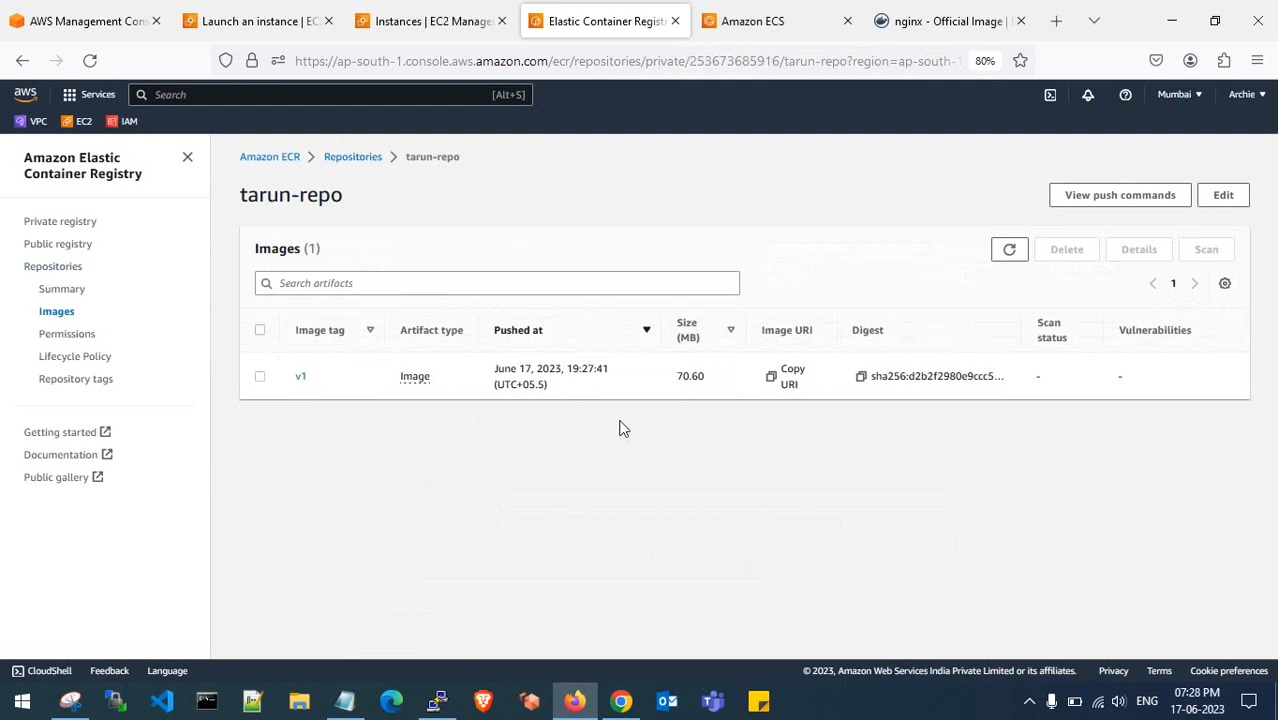 AWS Management Cons
Launch an instance | EC2
Instances | EC2 Manage
Elastic Container Regist
Amazon ECS
nginx - Official Image |
https://ap-south-1.console.aws.amazon.com/ecr/repositories/private/253673685916/tarun-repo?region=ap-south-1
80%
aws
Services
Search
[Alt+S]
Mumbai
Archie
VPC
EC2
IAM
Amazon Elastic
Container Registry
Private registry
Public registry
Repositories
Summary
Images
Permissions
Lifecycle Policy
Repository tags
Getting started
Documentation
Public gallery
Amazon ECR
Repositories
tarun-repo
tarun-repo
View push commands
Edit
Images (1)
Delete
Details
Scan
Search artifacts
1
Image tag
Artifact type
Pushed at
Size
(MB)
Image URI
Digest
Scan
status
Vulnerabilities
v1
Image
June 17, 2023, 19:27:41
(UTC+05.5)
70.60
Copy
URI
sha256:d2b2f2980e9ccc5...
-
-
CloudShell
Feedback
Language
© 2023, Amazon Web Services India Private Limited or its affiliates.
Privacy
Terms
Cookie preferences
ENG
07:28 PM
17-06-2023